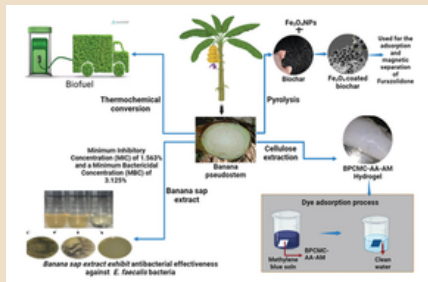 Biofuel
Thermochemical
conversion
Fe₃O₄NPs
+
Biochar
Fe₃O₄ coated
biochar
Used for the
adsorption
and
magnetic
separation
of
Furazolidone
Pyrolysis
Banana
pseudostem
Cellulose
extraction
BPCMC-AA-AM
Hydrogel
Minimum Inhibitory
Concentration (MIC) of 1.563%
and a Minimum Bactericidal
Concentration (MBC) of
3.125%
Banana sap
extract
Banana sap extract exhibit antibacterial effectiveness
against E. faecalis bacteria
Dye adsorption process
Methylene
blue soln
BPCMC-
AA-AM
Clean
water